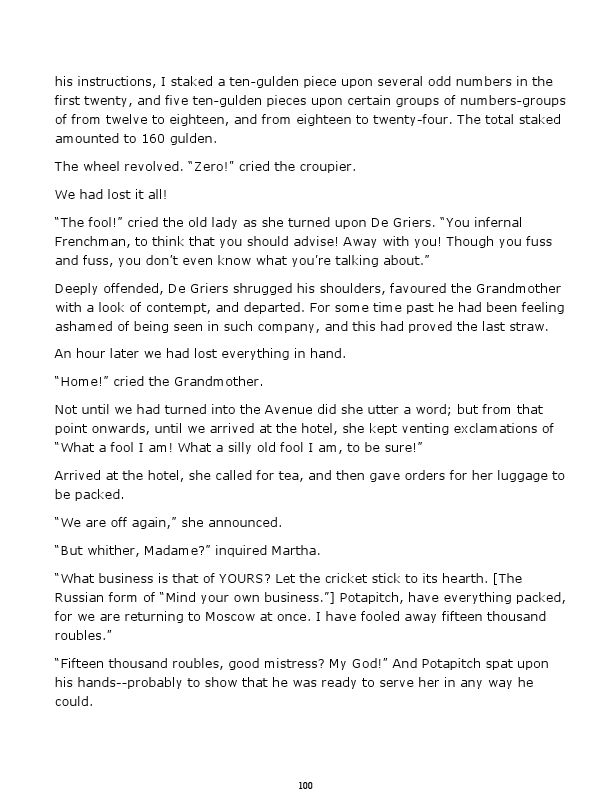 his instructions, I staked a ten-gulden piece upon several odd numbers in the
first twenty, and five ten-gulden pieces upon certain groups of numbers-groups
of from twelve to eighteen, and from eighteen to twenty-four. The total staked
amounted to 160 gulden.
The wheel revolved. “Zero!” cried the croupier.
We had lost it all!
“The fool!” cried the old lady as she turned upon De Griers. “You infernal
Frenchman, to think that you should advise! Away with you! Though you fuss
and fuss, you don’t even know what you’re talking about.”
Deeply offended, De Griers shrugged his shoulders, favoured the Grandmother
with a look of contempt, and departed. For some time past he had been feeling
ashamed of being seen in such company, and this had proved the last straw.
An hour later we had lost everything in hand.
“Home!” cried the Grandmother.
Not until we had turned into the Avenue did she utter a word; but from that
point onwards, until we arrived at the hotel, she kept venting exclamations of
“What a fool I am! What a silly old fool I am, to be sure!”
Arrived at the hotel, she called for tea, and then gave orders for her luggage to
be packed.
“We are off again,” she announced.
“But whither, Madame?” inquired Martha.
“What business is that of YOURS? Let the cricket stick to its hearth. [The
Russian form of “Mind your own business.”] Potapitch, have everything packed,
for we are returning to Moscow at once. I have fooled away fifteen thousand
roubles.”
“Fifteen thousand roubles, good mistress? My God!” And Potapitch spat upon
his hands--probably to show that he was ready to serve her in any way he
could.
100